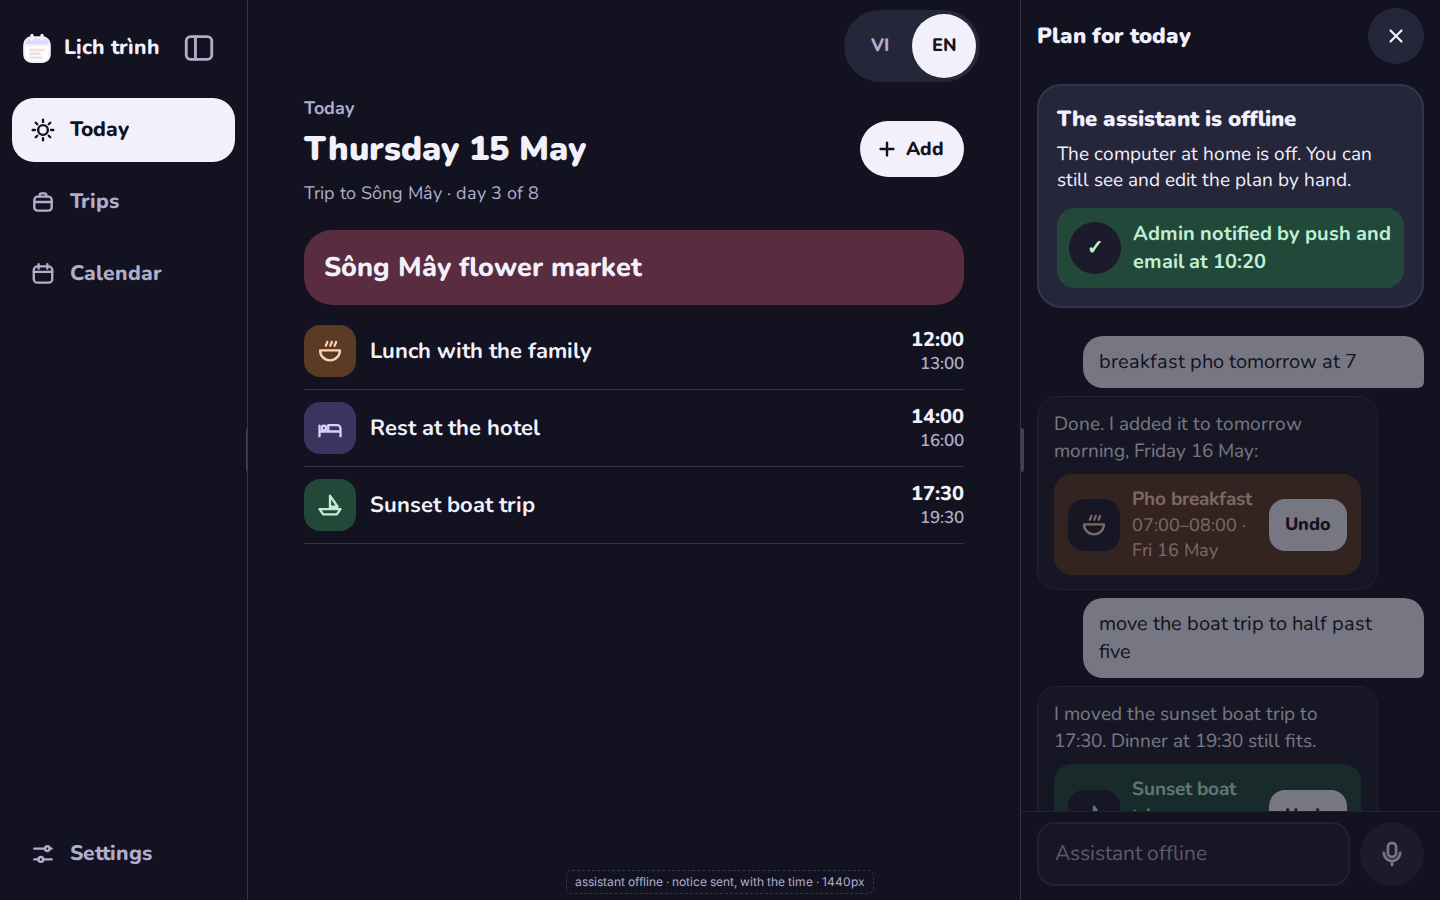 Lịch trình
Today
Trips
Calendar
Settings
VI
EN
Today
Thursday 15 May
Trip to Sông Mây · day 3 of 8
Add
Sông Mây flower market
Lunch with the family
12:00
13:00
Rest at the hotel
14:00
16:00
Sunset boat trip
17:30
19:30
assistant offline · notice sent, with the time · 1440px
Plan for today
The assistant is offline
The computer at home is off. You can
still see and edit the plan by hand.
Admin notified by push and
email at 10:20
breakfast pho tomorrow at 7
Done. I added it to tomorrow
morning, Friday 16 May:
Pho breakfast
07:00–08:00 ·
Fri 16 May
Undo
move the boat trip to half past
five
I moved the sunset boat trip to
17:30. Dinner at 19:30 still fits.
Sunset boat
Assistant offline